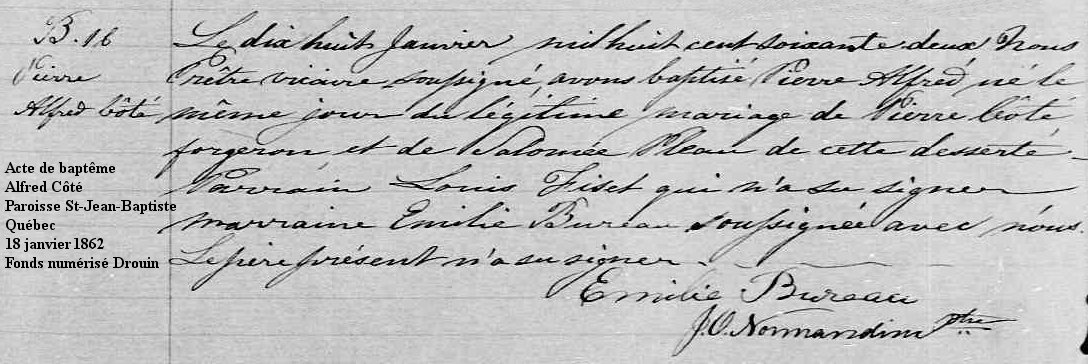 B. 16
Pierre
Alfred Côté
Le dix huit Janvier mil huit cent soixante-deux Nous
Prêtre vicaire soussigné, avons baptisé Pierre Alfred, né le
même jour du légitime mariage de Pierre Côté
forgeron et de Salomée Pleau de cette desserte
Parrain Louis Fiset qui n'a su signer
marraine Emilie Bureau soussignée avec nous.
Le père présent n'a su signer
Emilie Bureau
J. O. Normandin ptre
Acte de baptême
Alfred Côté
Paroisse St-Jean-Baptiste
Québec
18 janvier 1862
Fonds numérisé Drouin